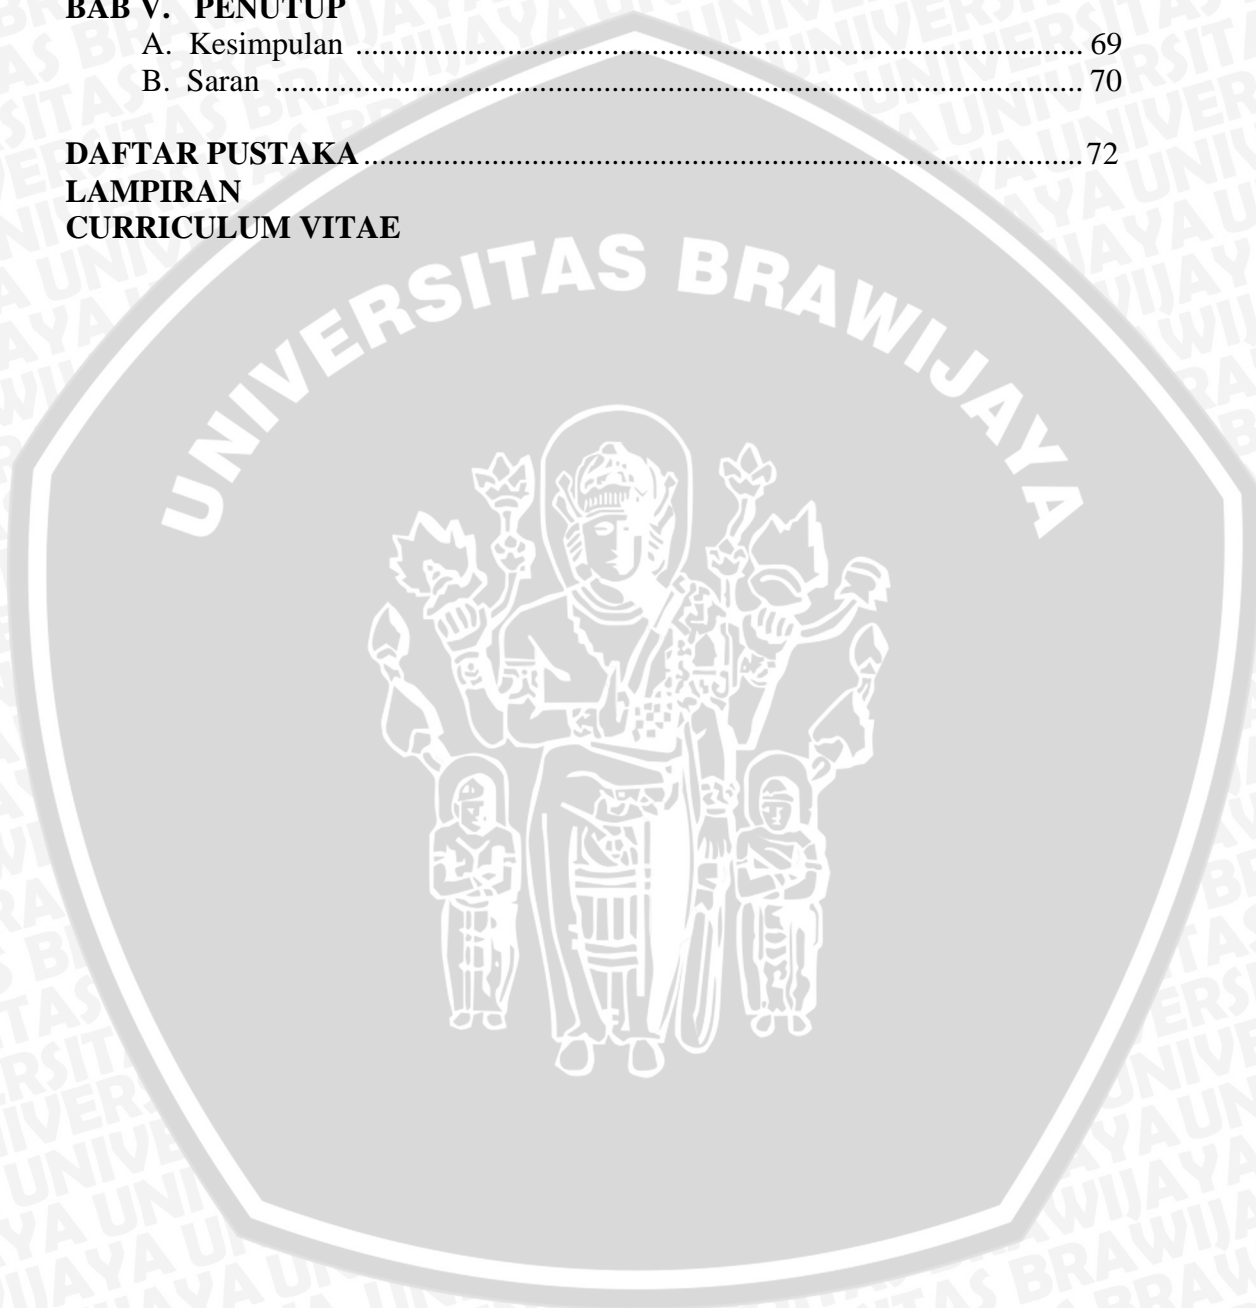 BAB V. PENUTUP
A. Kesimpulan ........................................................................................... 69
B. Saran ..................................................................................................... 70
DAFTAR PUSTAKA .......................................................................................... 72
LAMPIRAN
CURRICULUM VITAE
UNIVERSITAS BRAWIJAYA